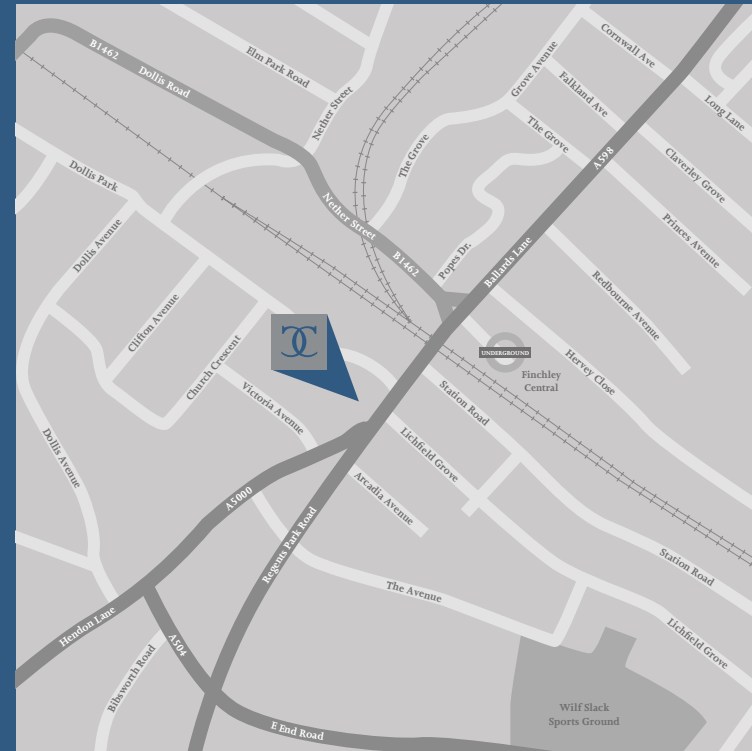 B1462
Dollis Road
Elm Park Road
Nether Street
Grove Avenue
Cornwall Ave
Falkland Ave
Long Lane
The Grove
The Grove
A598
Claverley Grove
Princes Avenue
Dollis Park
Dollis Avenue
Nether Street
B1462
Popes Dr.
Ballards Lane
Redbourne Avenue
Clifton Avenue
Church Crescent
UNDERGROUND
Finchley
Central
Hervey Close
Victoria Avenue
Station Road
Dollis Avenue
Lichfield Grove
A5000
Arcadia Avenue
Regents Park Road
Station Road
The Avenue
Hendon Lane
A504
Bibsworth Road
Lichfield Grove
Wilf Slack
Sports Ground
E End Road